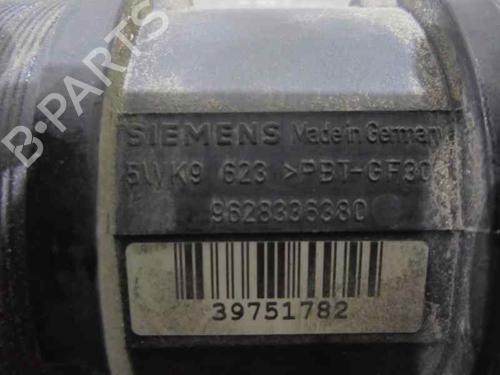 SIEMENS Made in Germany
5WK9 623 >PBT-GF30
9628336380
39751782
B-PARTS